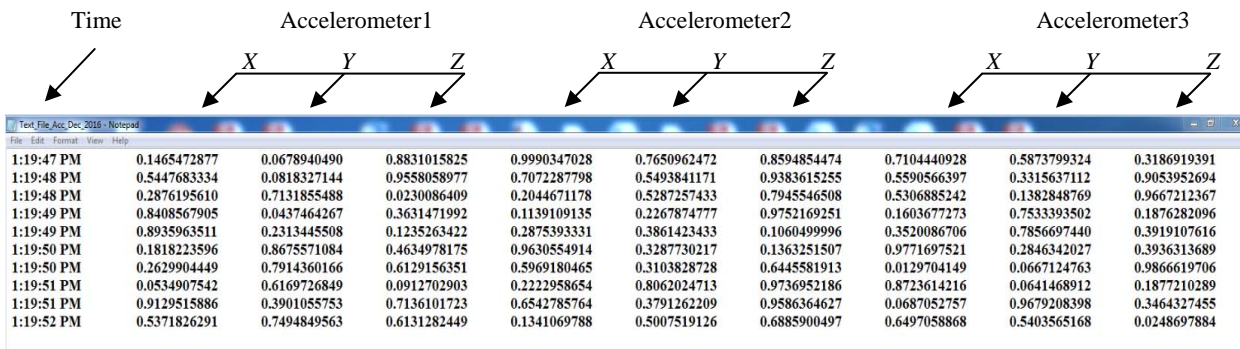 Time Accelerometer1 Accelerometer2 Accelerometer3
X Y Z X Y Z X Y Z
Text_File_Acc_Dec_2016 - Notepad
File Edit Format View Help
1:19:47 PM 0.1465472877 0.0678940490 0.8831015825 0.9990347028 0.7650962472 0.8594854474 0.7104440928 0.5873799324 0.3186919391
1:19:48 PM 0.5447683334 0.0818327144 0.9558058977 0.7072287798 0.5493841171 0.9383615255 0.5590566397 0.3315637112 0.9053952694
1:19:48 PM 0.2876195610 0.7131855488 0.0230086409 0.2044671178 0.5287257433 0.7945546508 0.5306885242 0.1382848769 0.9667212367
1:19:49 PM 0.8408567905 0.0437464267 0.3631471992 0.1139109135 0.2267874777 0.9752169251 0.1603677273 0.7533393502 0.1876282096
1:19:49 PM 0.8935963511 0.2313445508 0.1235263422 0.2875393331 0.3861423433 0.1060499996 0.3520086706 0.7856697440 0.3919107616
1:19:50 PM 0.1818223596 0.8675571084 0.4634978175 0.9630554914 0.3287730217 0.1363251507 0.9771697521 0.2846342027 0.3936313689
1:19:50 PM 0.2629904449 0.7914360166 0.6129156351 0.5969180465 0.3103828728 0.6445581913 0.0129704149 0.0667124763 0.9866619706
1:19:51 PM 0.0534907542 0.6169726849 0.0912702903 0.2222958654 0.8062024713 0.9736952186 0.8723614216 0.0641468912 0.1877210289
1:19:51 PM 0.9129515886 0.3901055753 0.7136101723 0.6542785764 0.3791262209 0.9586364627 0.0687052757 0.9679208398 0.3464327455
1:19:52 PM 0.5371826291 0.7494849563 0.6131282449 0.1341069788 0.5007519126 0.6885900497 0.6497058868 0.5403565168 0.0248697884